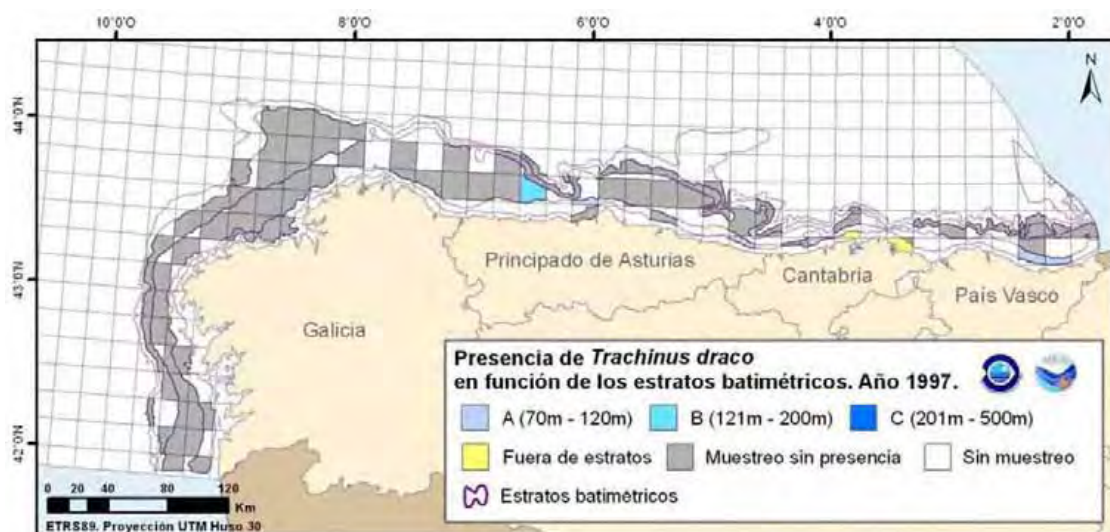 10°0'O 8°0'O 6°0'O 4°0'O 2°0'O
N
44°0'N
43°0'N
42°0'N
Principado de Asturias
Cantabria
País Vasco
Galicia
Presencia de Trachinus draco
en función de los estratos batimétricos. Año 1997.
A (70m - 120m) B (121m - 200m) C (201m - 500m)
Fuera de estratos Muestreo sin presencia Sin muestreo
Estratos batimétricos
0 20 40 80 120
Km
ETRS89. Proyección UTM Huso 30